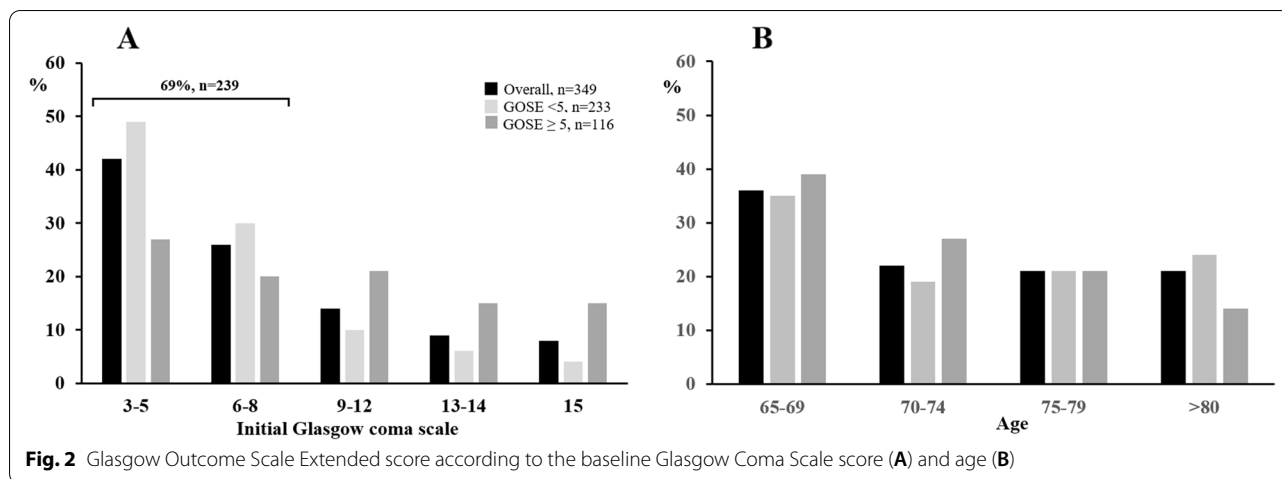 A
60
%
50
40
30
20
10
0
69%, n=239
Overall, n=349
GOSE <5, n=233
GOSE ≥ 5, n=116
3-5 6-8 9-12 13-14 15
Initial Glasgow coma scale
B
60
%
50
40
30
20
10
0
65-69 70-74 75-79 >80
Age
Fig. 2 Glasgow Outcome Scale Extended score according to the baseline Glasgow Coma Scale score (A) and age (B)